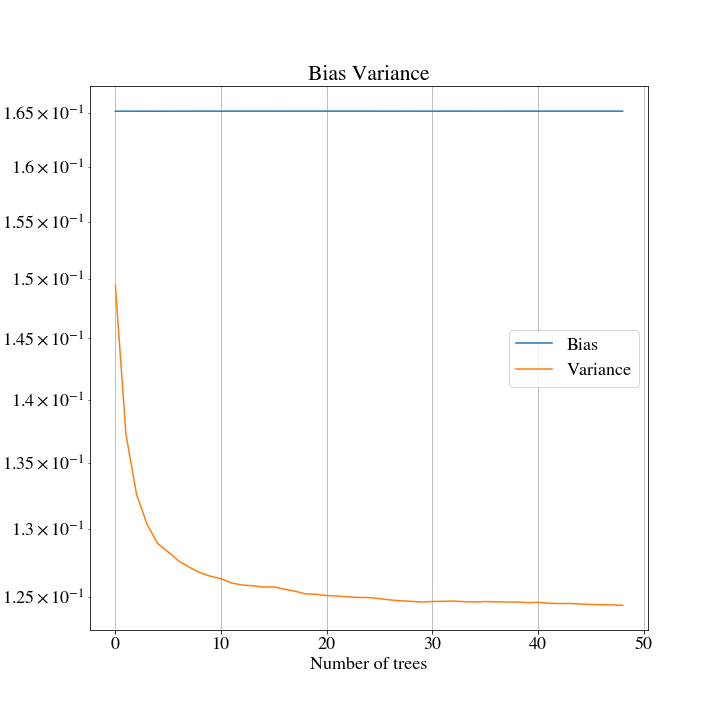 Bias Variance
1.65 × 10⁻¹
1.6 × 10⁻¹
1.55 × 10⁻¹
1.5 × 10⁻¹
1.45 × 10⁻¹
1.4 × 10⁻¹
1.35 × 10⁻¹
1.3 × 10⁻¹
1.25 × 10⁻¹
Bias
Variance
0 10 20 30 40 50
Number of trees